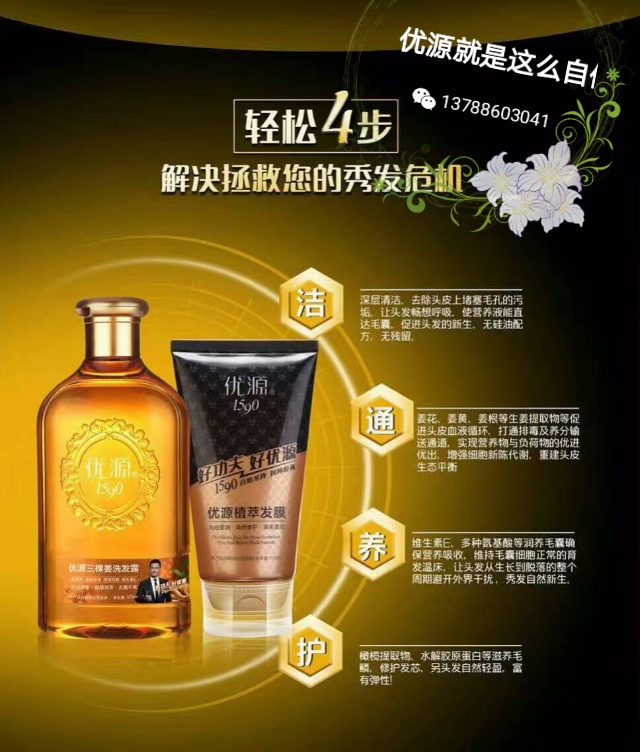 优源就是这么自
13788603041
轻松4步
解决拯救您的秀发危机
洁
深层清洁，去除头皮上堵塞毛孔的污
垢，让头发畅想呼吸，使营养液能直
达毛囊，促进头发的新生，无硅油配
方，无残留。
通
姜花、姜黄、姜根等生姜提取物等促
进头皮血液循环，打通排毒及养分输
送通道，实现营养物与负荷物的优进
优出，增强细胞新陈代谢，重建头皮
生态平衡
养
维生素E、多种氨基酸等润养毛囊确
保营养吸收，维持毛囊细胞正常的育
发温床，让头发从生长到脱落的整个
周期避开外界干扰，秀发自然新生。
护
橄榄提取物、水解胶原蛋白等滋养毛
鳞，修护发芯，另头发自然轻盈，富
有弹性!
优源
1590
优源三棵姜洗发露
优源
1590
好功夫 好优源
1590
优源植萃发膜